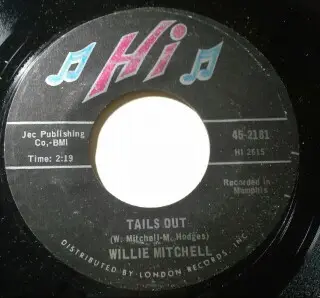 Hi
Jec Publishing
Co,-BMI
Time: 2:19
45-2181
HI 2615
Recorded in
Memphis
TAILS OUT
(W. Mitchell-M. Hodges)
WILLIE MITCHELL
DISTRIBUTED BY LONDON RECORDS, INC.